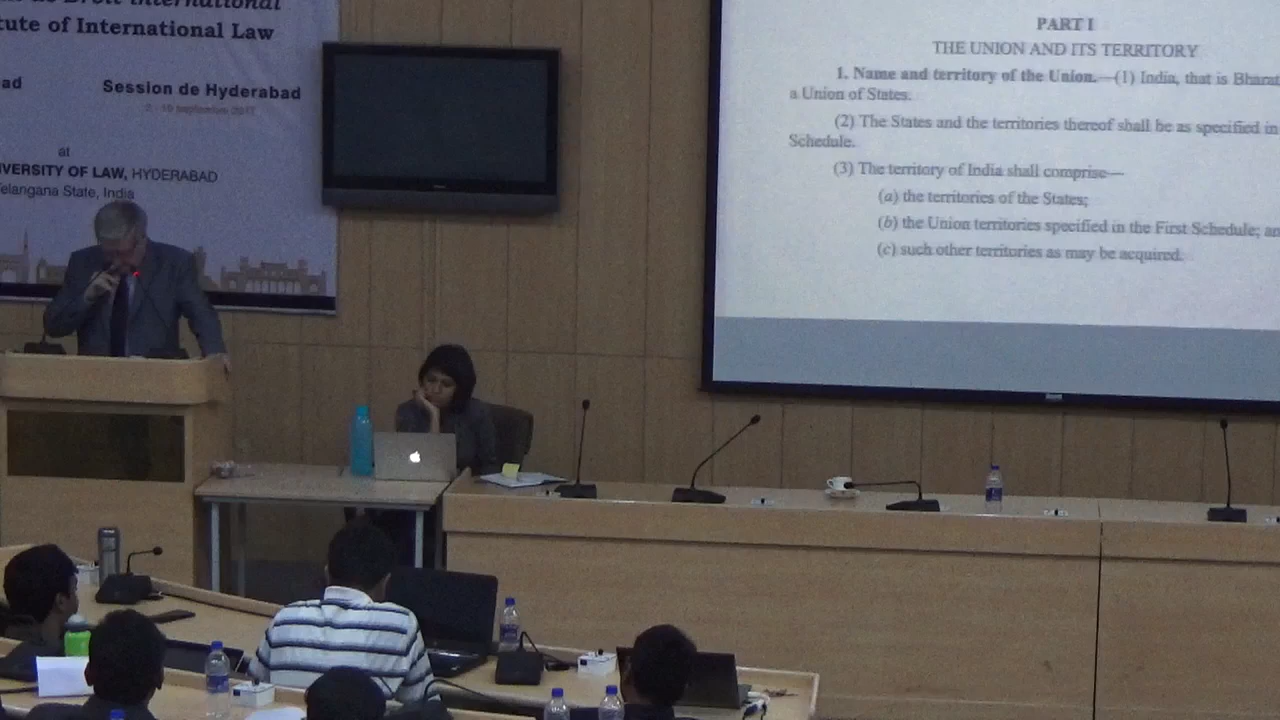 Droit International
tute of International Law
ad
Session de Hyderabad
at
VERSITY OF LAW, HYDERABAD
elangana State, India
PART I
THE UNION AND ITS TERRITORY
1. Name and territory of the Union.—(1) India, that is Bharat
a Union of States.
(2) The States and the territories thereof shall be as specified in
Schedule.
(3) The territory of India shall comprise—
(a) the territories of the States;
(b) the Union territories specified in the First Schedule; an
(c) such other territories as may be acquired.